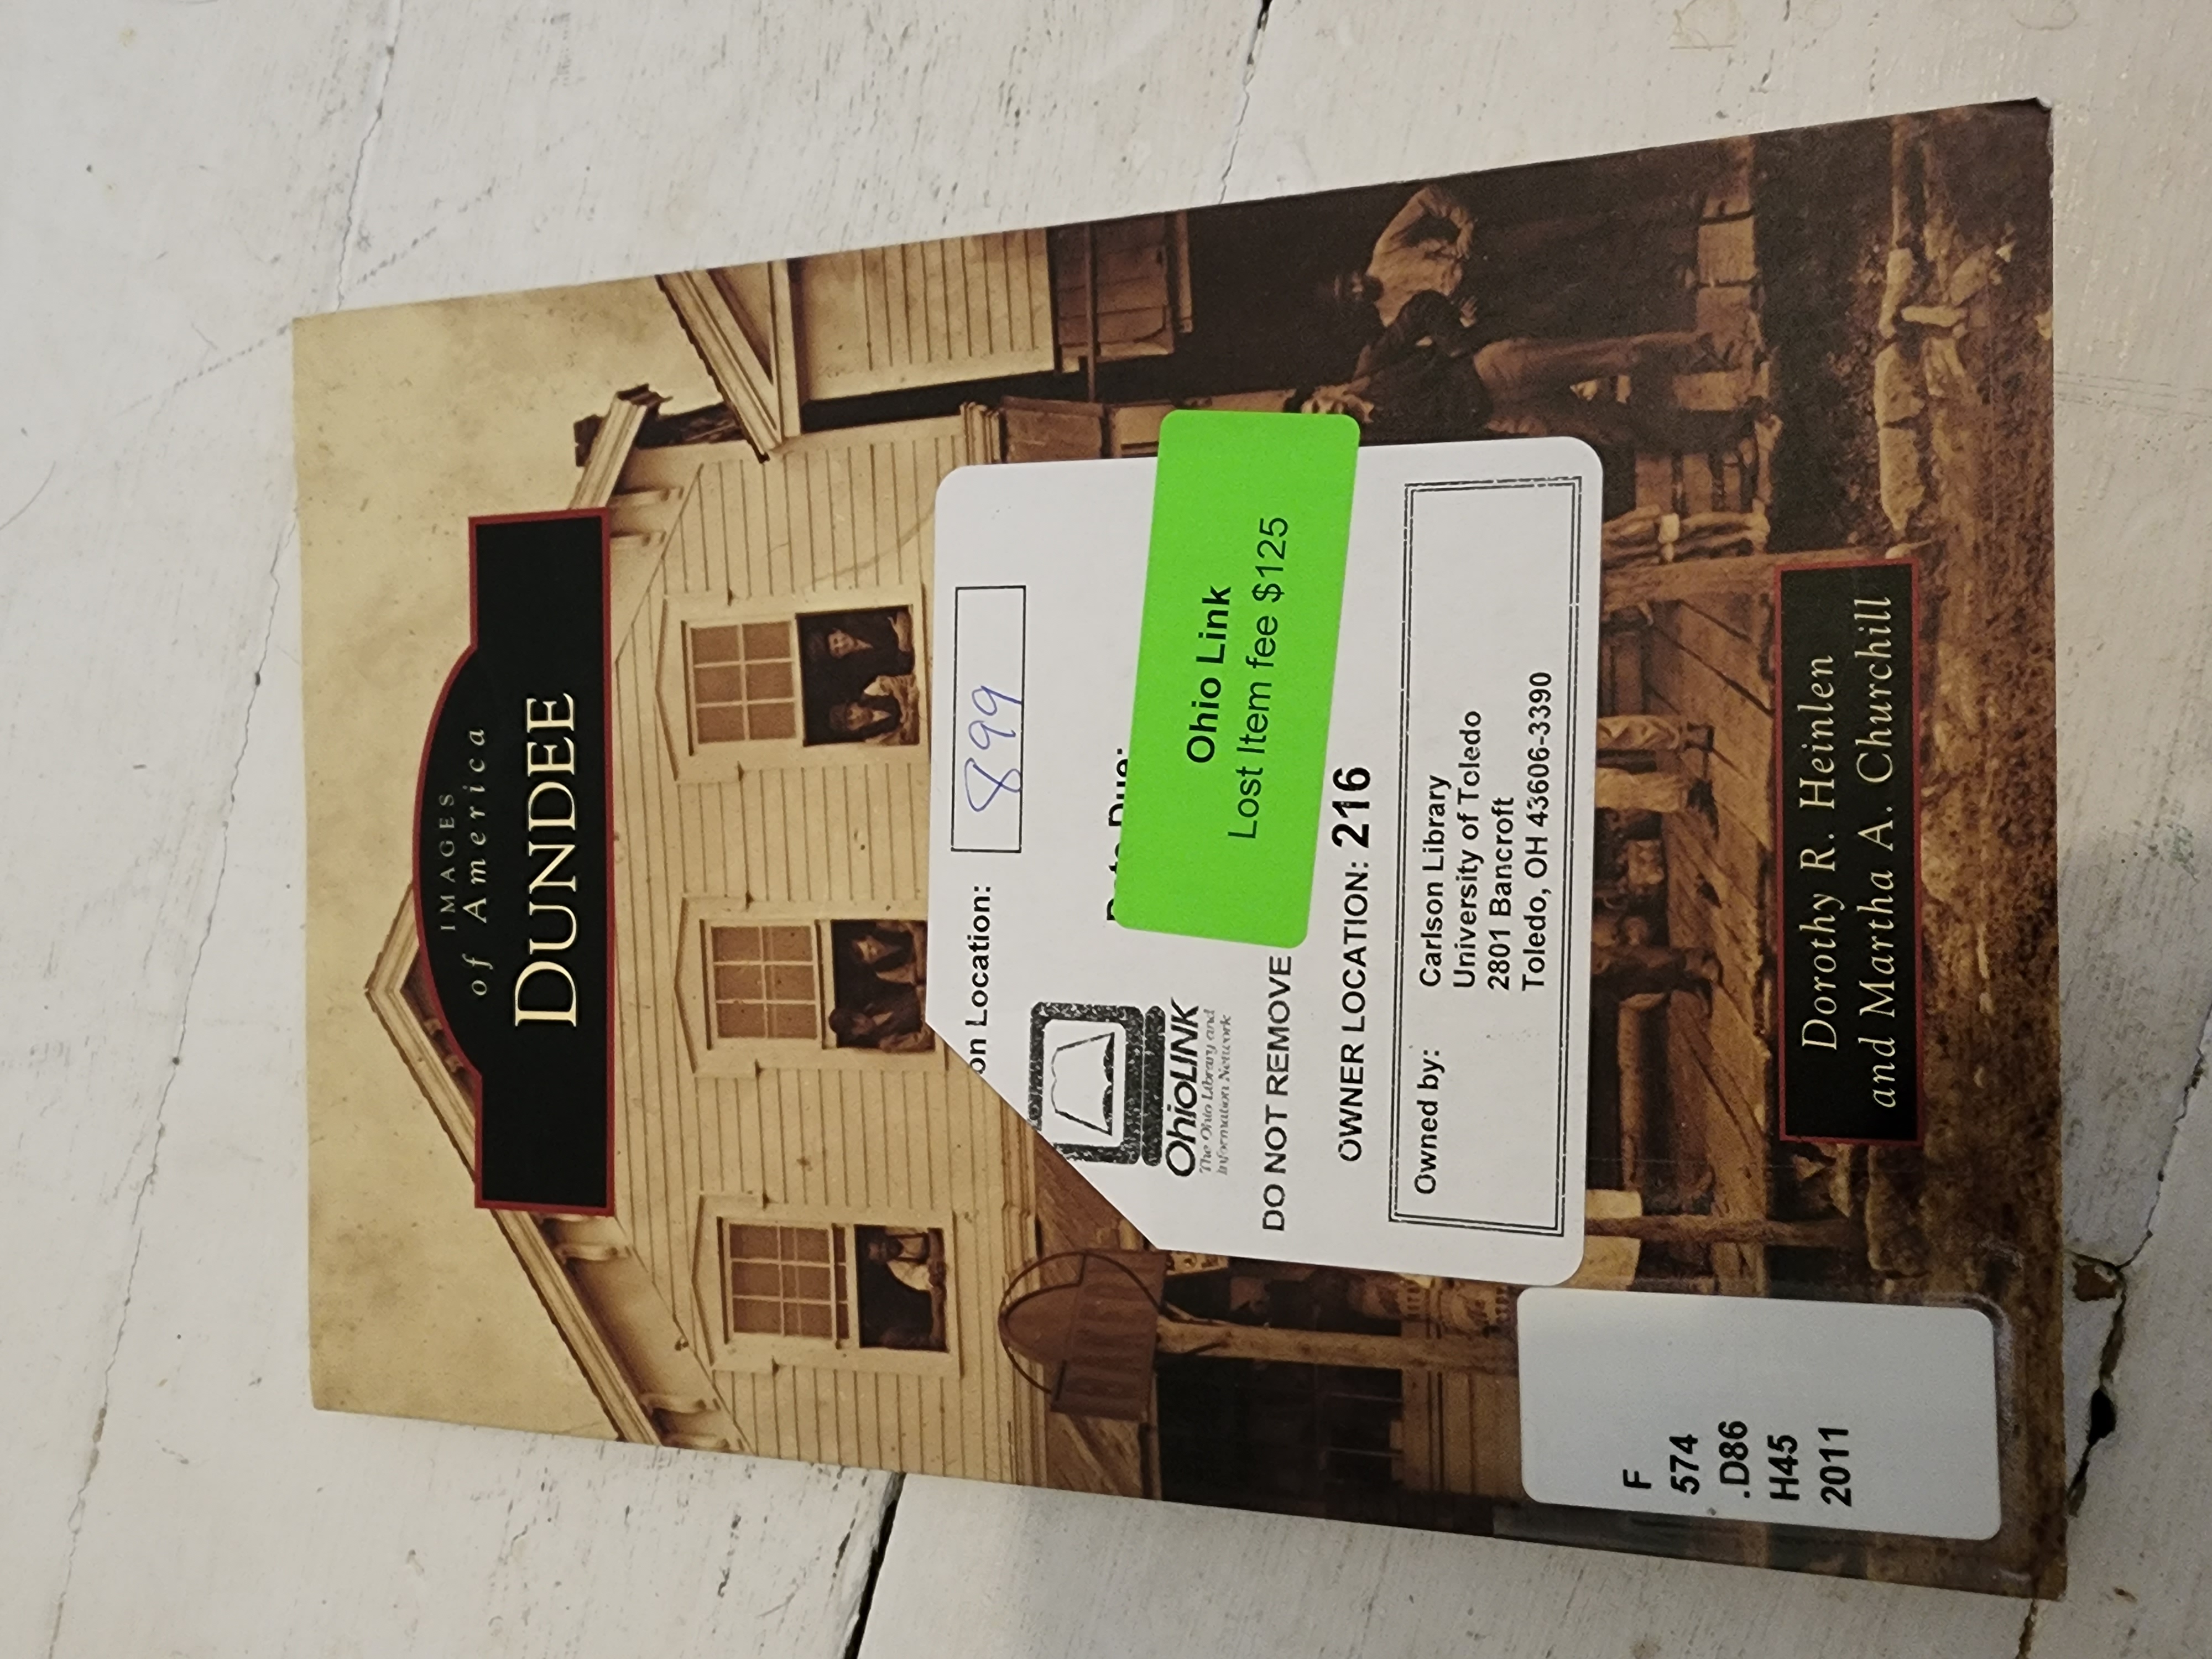 IMAGES
of America
DUNDEE
on Location:
899
Ohio Link
Lost Item fee $125
OhioLINK
The Ohio Library and
Information Network
DO NOT REMOVE
OWNER LOCATION: 216
Owned by:
Carlson Library
University of Toledo
2801 Bancroft
Toledo, OH 43606-3390
Dorothy R. Heinlen
and Martha A. Churchill
F
574
.D86
H45
2011